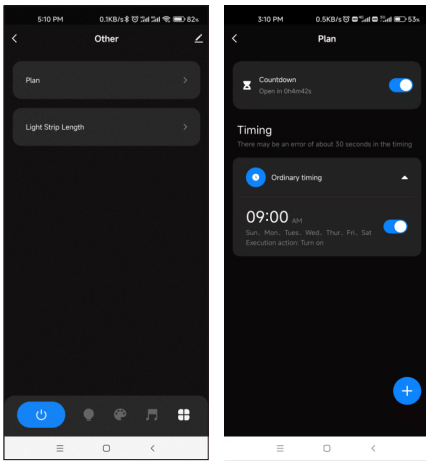 5:10 PM 0.1KB/s 82%
Other
Plan
Light Strip Length
3:10 PM 0.5KB/s 53%
Plan
Countdown
Open in 0h4m42s
Timing
There may be an error of about 30 seconds in the timing
Ordinary timing
09:00 AM
Sun、Mon、Tues、Wed、Thur、Fri、Sat
Execution action: Turn on